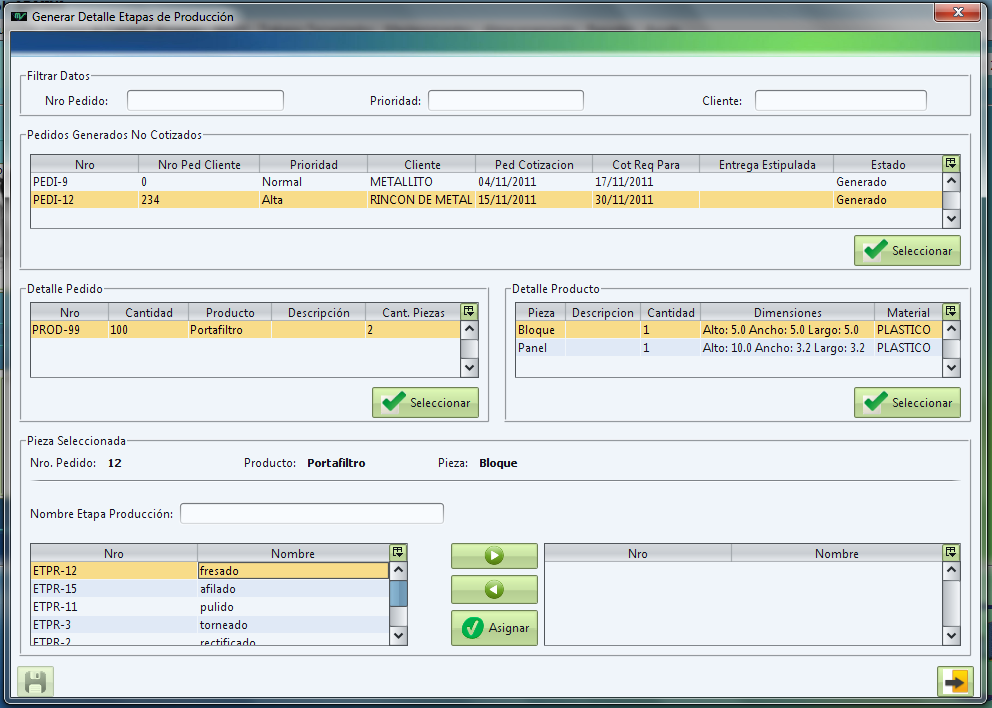 Generar Detalle Etapas de Producción
Filtrar Datos
Nro Pedido: Prioridad: Cliente:
Pedidos Generados No Cotizados
Nro Nro Ped Cliente Prioridad Cliente Ped Cotizacion Cot Req Para Entrega Estipulada Estado
PEDI-9 0 Normal METALLITO 04/11/2011 17/11/2011 Generado
PEDI-12 234 Alta RINCON DE METAL 15/11/2011 30/11/2011 Generado
Seleccionar
Detalle Pedido
Nro Cantidad Producto Descripción Cant. Piezas
PROD-99 100 Portafiltro 2
Seleccionar
Detalle Producto
Pieza Descripcion Cantidad Dimensiones Material
Bloque 1 Alto: 5.0 Ancho: 5.0 Largo: 5.0 PLASTICO
Panel 1 Alto: 10.0 Ancho: 3.2 Largo: 3.2 PLASTICO
Seleccionar
Pieza Seleccionada
Nro. Pedido: 12 Producto: Portafiltro Pieza: Bloque
Nombre Etapa Producción:
Nro Nombre
ETPR-12 fresado
ETPR-15 afilado
ETPR-11 pulido
ETPR-3 torneado
ETPR-2 rectificado
Asignar
Nro Nombre